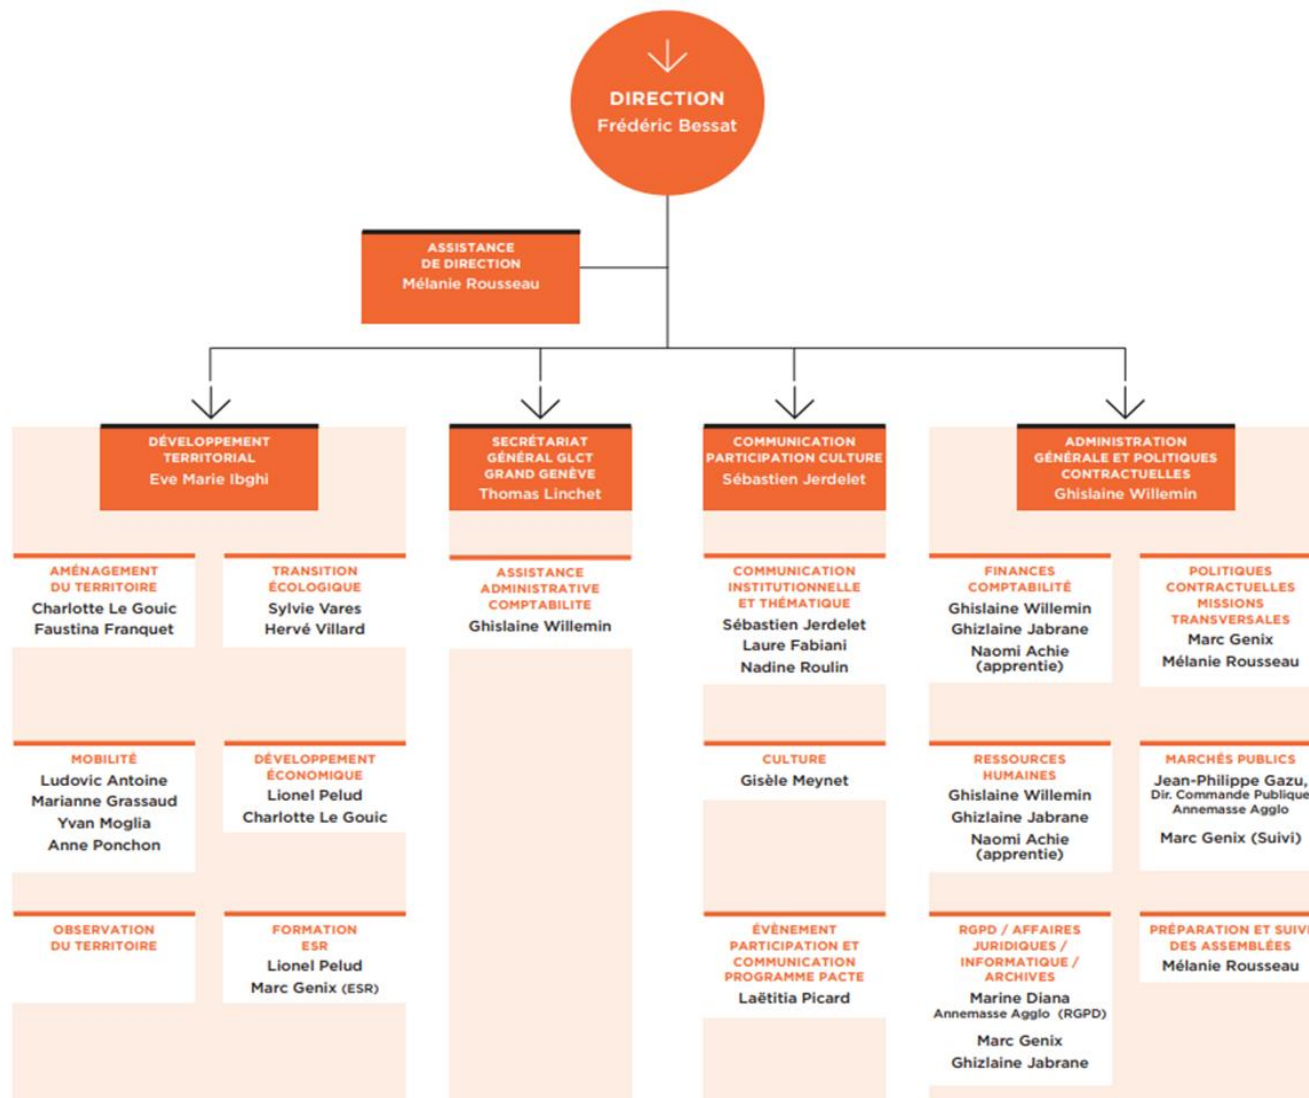 DIRECTION
Frédéric Bessat
ASSISTANCE
DE DIRECTION
Mélanie Rousseau
DÉVELOPPEMENT
TERRITORIAL
Eve Marie Ibghi
AMÉNAGEMENT
DU TERRITOIRE
Charlotte Le Gouic
Faustina Franquet
TRANSITION
ÉCOLOGIQUE
Sylvie Vares
Hervé Villard
MOBILITÉ
Ludovic Antoine
Marianne Grassaud
Yvan Moglia
Anne Ponchon
DÉVELOPPEMENT
ÉCONOMIQUE
Lionel Pelud
Charlotte Le Gouic
OBSERVATION
DU TERRITOIRE
FORMATION
ESR
Lionel Pelud
Marc Genix (ESR)
SECRÉTARIAT
GÉNÉRAL GLCT
GRAND GENÈVE
Thomas Linchet
ASSISTANCE
ADMINISTRATIVE
COMPTABILITE
Ghislaine Willemin
COMMUNICATION
PARTICIPATION CULTURE
Sébastien Jerdelet
COMMUNICATION
INSTITUTIONNELLE
ET THÉMATIQUE
Sébastien Jerdelet
Laure Fabiani
Nadine Roulin
CULTURE
Gisèle Meynet
ÉVÈNEMENT
PARTICIPATION ET
COMMUNICATION
PROGRAMME PACTE
Laëtitia Picard
ADMINISTRATION
GÉNÉRALE ET POLITIQUES
CONTRACTUELLES
Ghislaine Willemin
FINANCES
COMPTABILITÉ
Ghislaine Willemin
Ghizlaine Jabrane
Naomi Achie
(apprentie)
POLITIQUES
CONTRACTUELLES
MISSIONS
TRANSVERSALES
Marc Genix
Mélanie Rousseau
RESSOURCES
HUMAINES
Ghislaine Willemin
Ghizlaine Jabrane
Naomi Achie
(apprentie)
MARCHÉS PUBLICS
Jean-Philippe Gazu,
Dir. Commande Publique
Annemasse Agglo
Marc Genix (Suivi)
RGPD / AFFAIRES
JURIDIQUES /
INFORMATIQUE /
ARCHIVES
Marine Diana
Annemasse Agglo (RGPD)
Marc Genix
Ghizlaine Jabrane
PRÉPARATION ET SUIVI
DES ASSEMBLÉES
Mélanie Rousseau